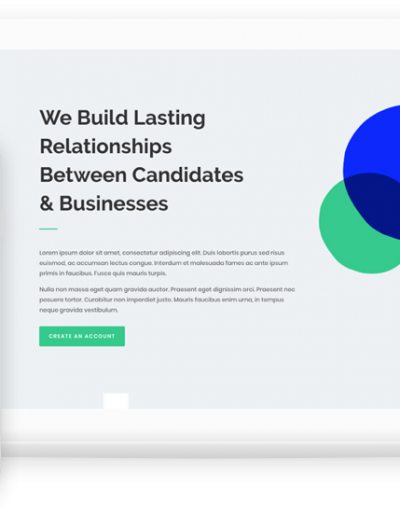 We Build Lasting
Relationships
Between Candidates
& Businesses
Lorem ipsum dolor sit amet, consectetur adipiscing elit. Duis lobortis purus sed risus
euismod, ac accumsan lectus congue. Interdum et malesuada fames ac ante ipsum
primis in faucibus. Fusce quis mauris turpis.
Nulla non massa eget quam gravida auctor. Praesent eget dignissim orci. Praesent nec
posuere tortor. Curabitur non imperdiet justo. Mauris faucibus enim urna, in tempus
neque gravida vestibulum.
CREATE AN ACCOUNT